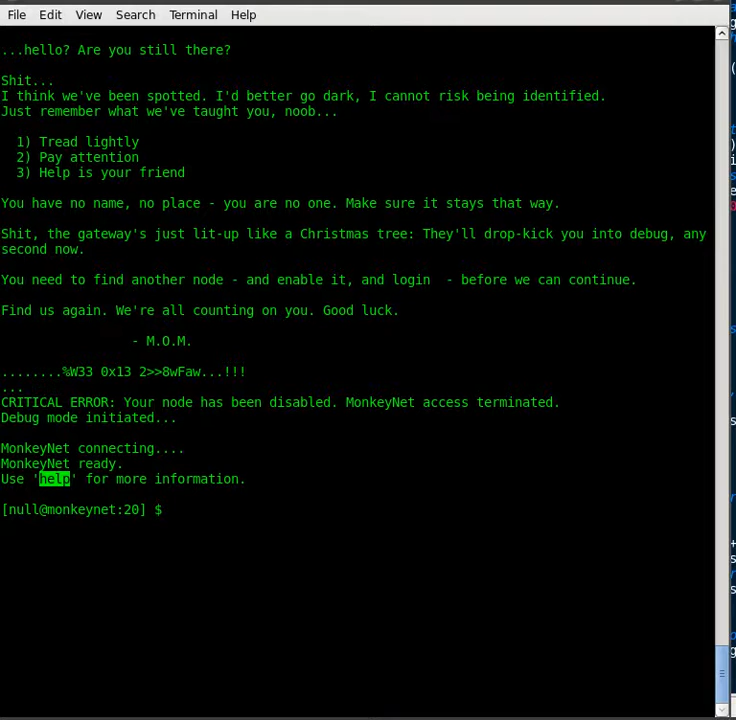 File Edit View Search Terminal Help
...hello? Are you still there?
Shit...
I think we've been spotted. I'd better go dark, I cannot risk being identified.
Just remember what we've taught you, noob...
1) Tread lightly
2) Pay attention
3) Help is your friend
You have no name, no place - you are no one. Make sure it stays that way.
Shit, the gateway's just lit-up like a Christmas tree: They'll drop-kick you into debug, any
second now.
You need to find another node - and enable it, and login  - before we can continue.
Find us again. We're all counting on you. Good luck.
- M.O.M.
........%W33 0x13 2>>8wFaw...!!!
...
CRITICAL ERROR: Your node has been disabled. MonkeyNet access terminated.
Debug mode initiated...
MonkeyNet connecting....
MonkeyNet ready.
Use 'help' for more information.
[null@monkeynet:20] $